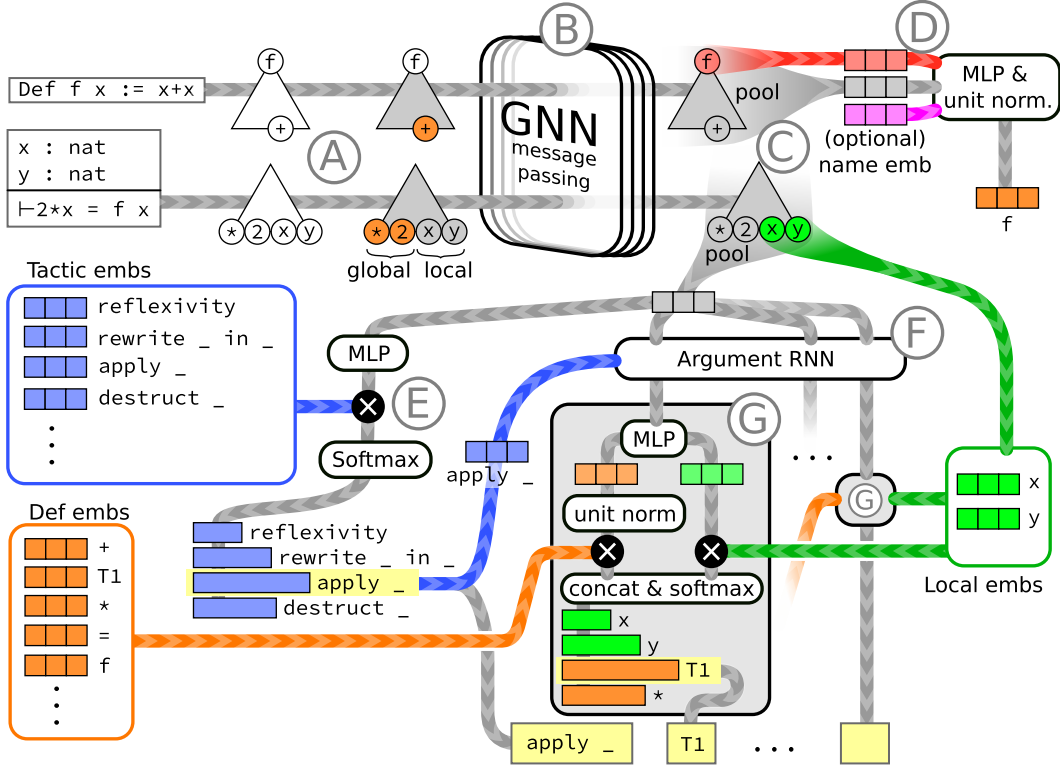 B
D
f
f
f
Def f x := x+x
pool
MLP &
unit norm.
+
+
+
GNN
message
passing
(optional)
name emb
A
C
x : nat
y : nat
⊢2*x = f x
* 2 x y
* 2 x y
* 2 x y
f
global
local
pool
Tactic embs
reflexivity
rewrite _ in _
apply _
destruct _
⋮
MLP
E
Softmax
F
Argument RNN
G
MLP
apply _
...
unit norm
G
x
y
Local embs
Def embs
+
T1
*
=
f
⋮
reflexivity
rewrite _ in _
apply _
destruct _
concat & softmax
x
y
T1
*
apply _
T1
...